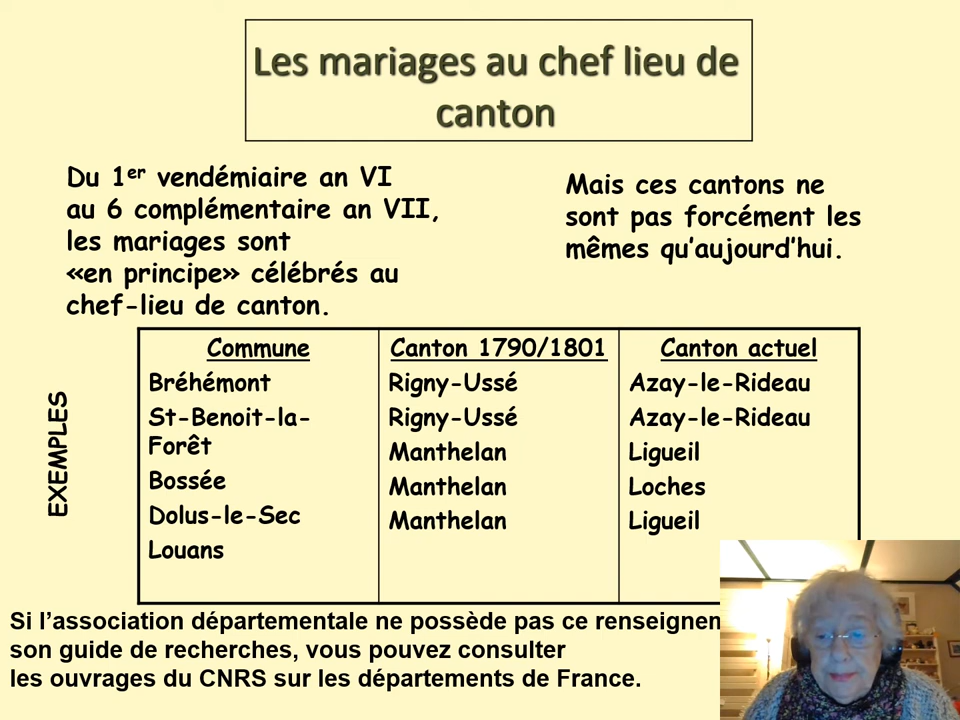 Les mariages au chef lieu de
canton
Du 1er vendémiaire an VI
au 6 complémentaire an VII,
les mariages sont
«en principe» célébrés au
chef-lieu de canton.
Mais ces cantons ne
sont pas forcément les
mêmes qu'aujourd'hui.
EXEMPLES
Commune
Bréhémont
St-Benoit-la-
Forêt
Bossée
Dolus-le-Sec
Louans
Canton 1790/1801
Rigny-Ussé
Rigny-Ussé
Manthelan
Manthelan
Manthelan
Canton actuel
Azay-le-Rideau
Azay-le-Rideau
Ligueil
Loches
Ligueil
Si l'association départementale ne possède pas ce
son guide de recherches, vous pouvez consulter
les ouvrages du CNRS sur les départements de France.